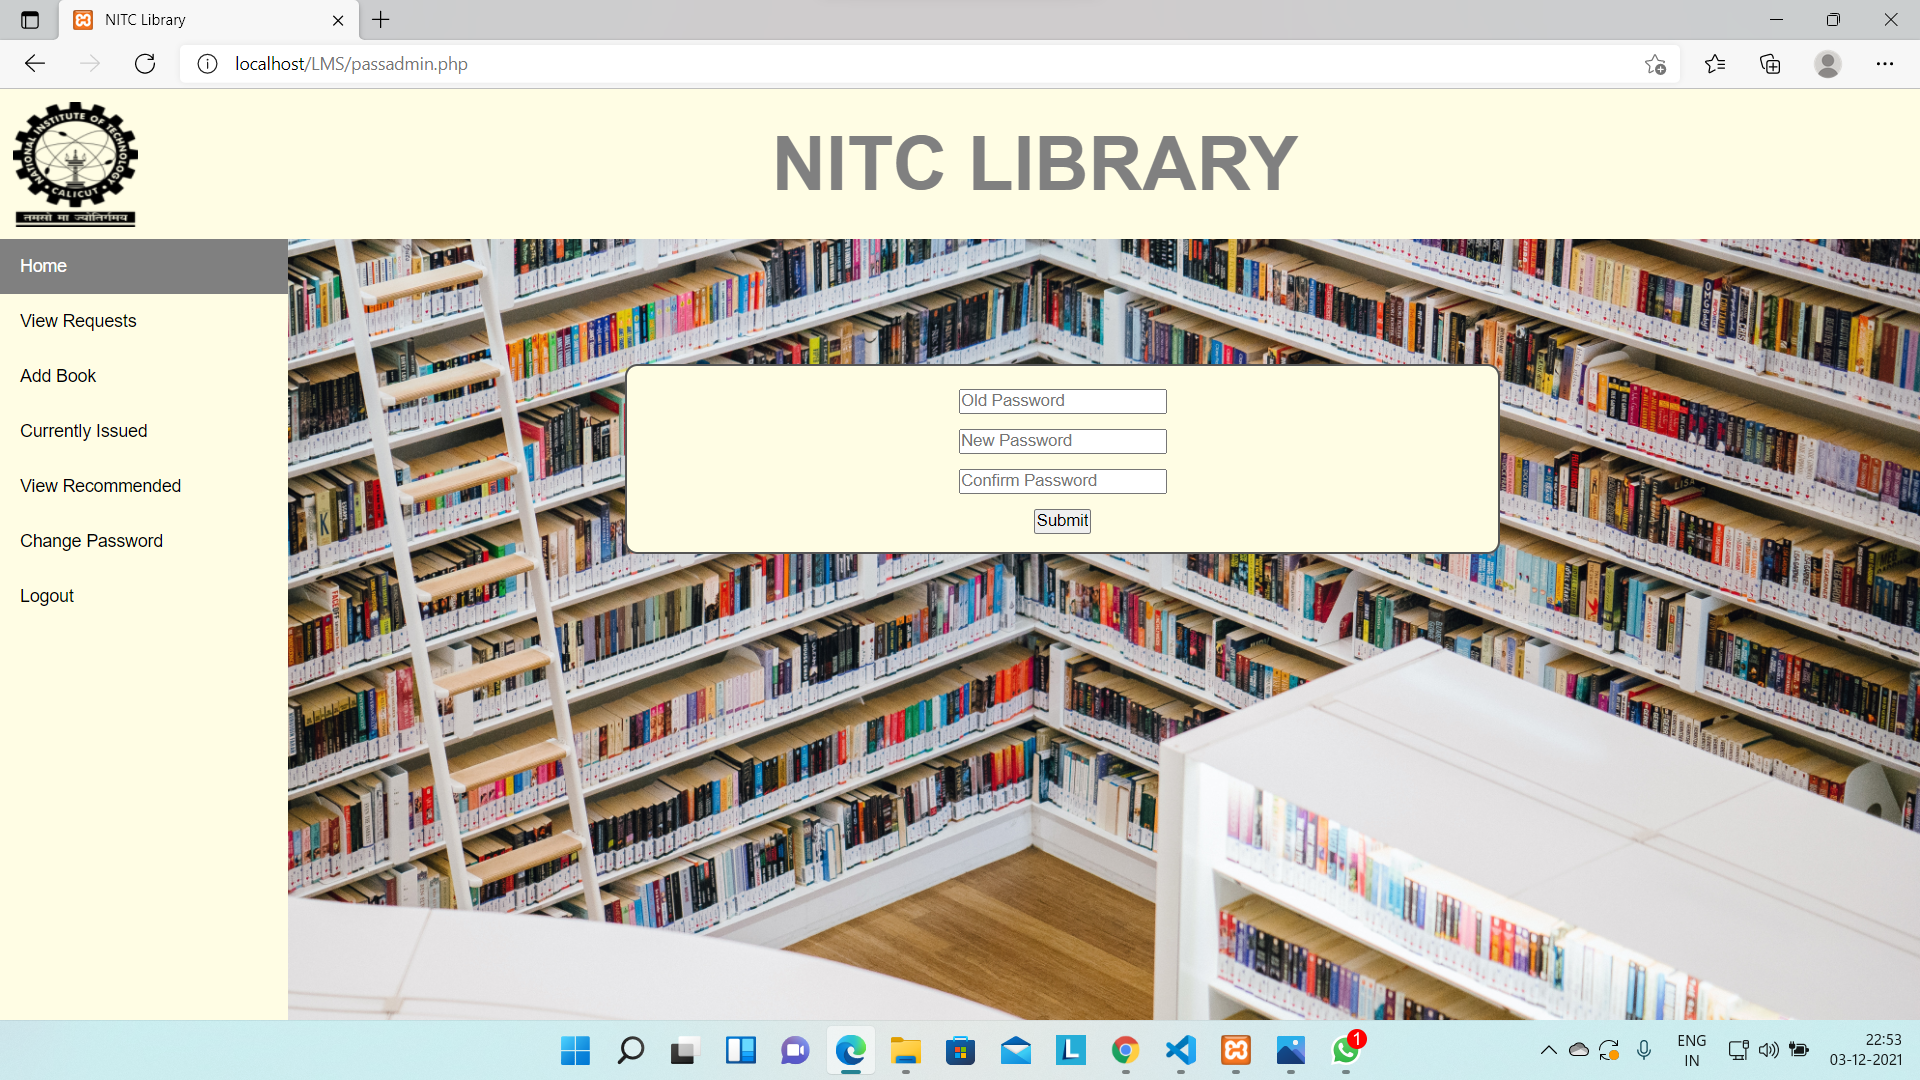 NITC Library
localhost/LMS/passadmin.php
NATIONAL INSTITUTE OF TECHNOLOGY
CALICUT
नमसो मा ज्योतिर्गमय
NITC LIBRARY
Home
View Requests
Add Book
Currently Issued
View Recommended
Change Password
Logout
Old Password
New Password
Confirm Password
Submit
LISA
L
1
ENG
IN
22:53
03-12-2021